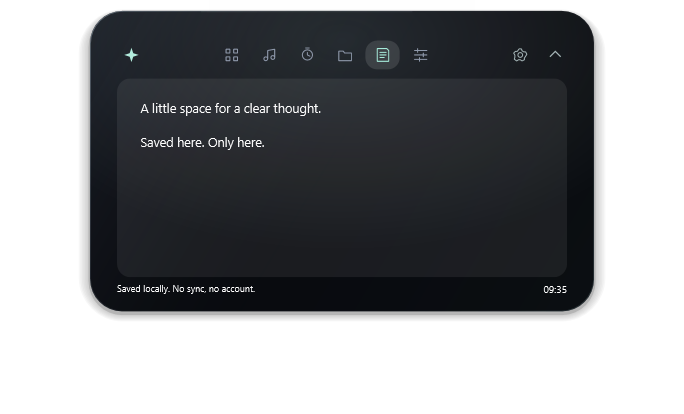 A little space for a clear thought.
Saved here. Only here.
Saved locally. No sync, no account.
09:35